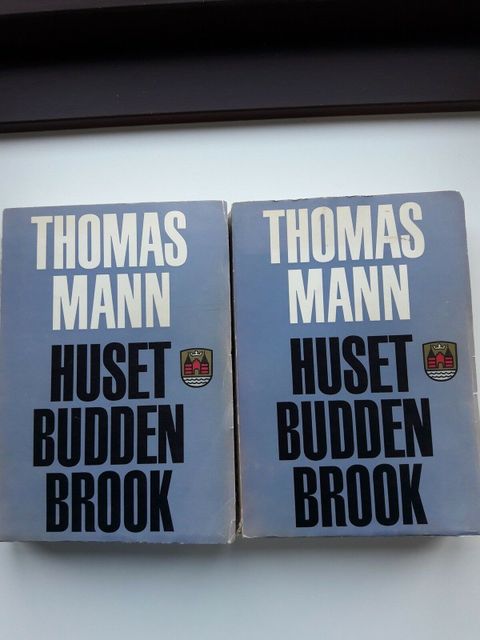 THOMAS
MANN
HUSET
BUDDEN
BROOK
THOMAS
MANN
HUSET
BUDDEN
BROOK